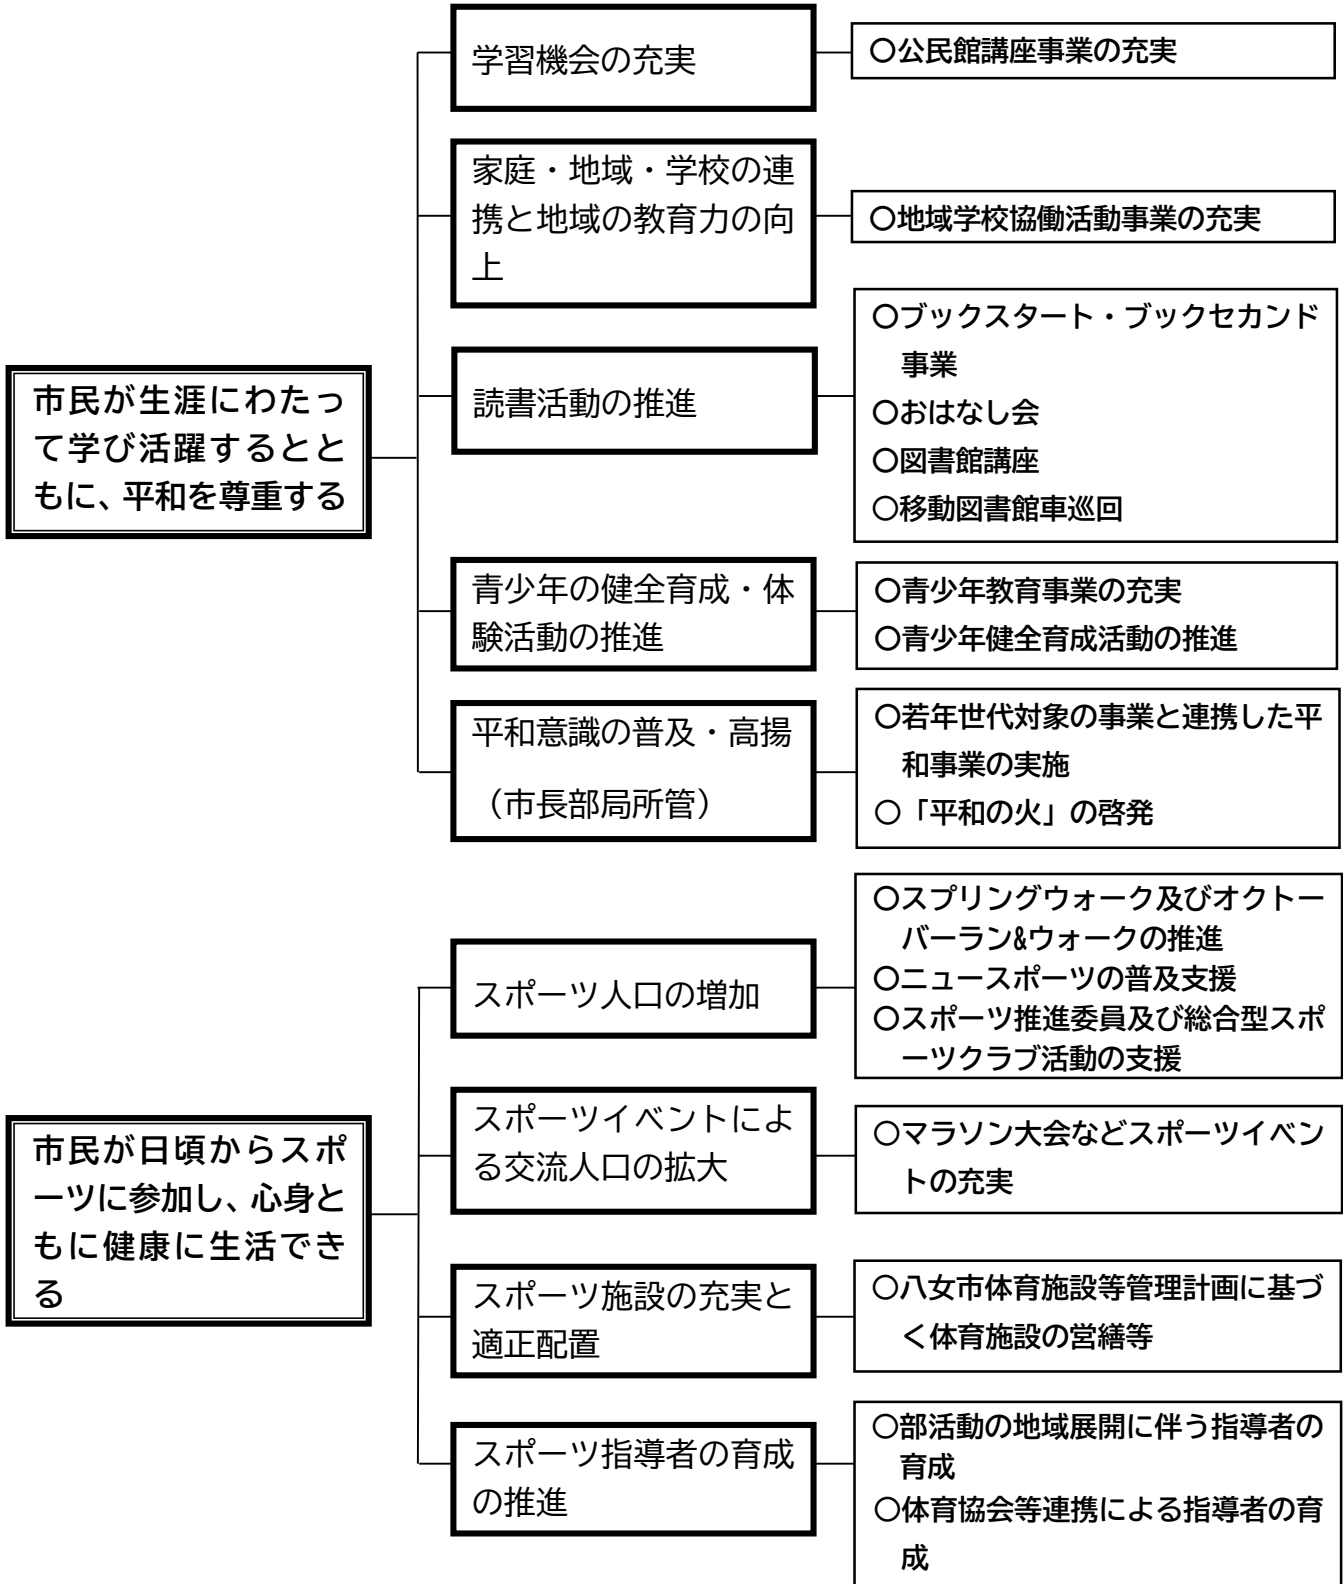 市民が生涯にわたっ
て学び活躍するとと
もに、平和を尊重する
学習機会の充実
〇公民館講座事業の充実
家庭・地域・学校の連
携と地域の教育力の向
上
〇地域学校協働活動事業の充実
読書活動の推進
〇ブックスタート・ブックセカンド
事業
〇おはなし会
〇図書館講座
〇移動図書館車巡回
青少年の健全育成・体
験活動の推進
〇青少年教育事業の充実
〇青少年健全育成活動の推進
平和意識の普及・高揚
（市長部局所管）
〇若年世代対象の事業と連携した平
和事業の実施
〇「平和の火」の啓発
市民が日頃からスポ
ーツに参加し、心身と
もに健康に生活でき
る
スポーツ人口の増加
〇スプリングウォーク及びオクトー
バーラン&ウォークの推進
〇ニュースポーツの普及支援
〇スポーツ推進委員及び総合型スポ
ーツクラブ活動の支援
スポーツイベントによ
る交流人口の拡大
〇マラソン大会などスポーツイベン
トの充実
スポーツ施設の充実と
適正配置
〇八女市体育施設等管理計画に基づ
く体育施設の営繕等
スポーツ指導者の育成
の推進
〇部活動の地域展開に伴う指導者の
育成
〇体育協会等連携による指導者の育
成